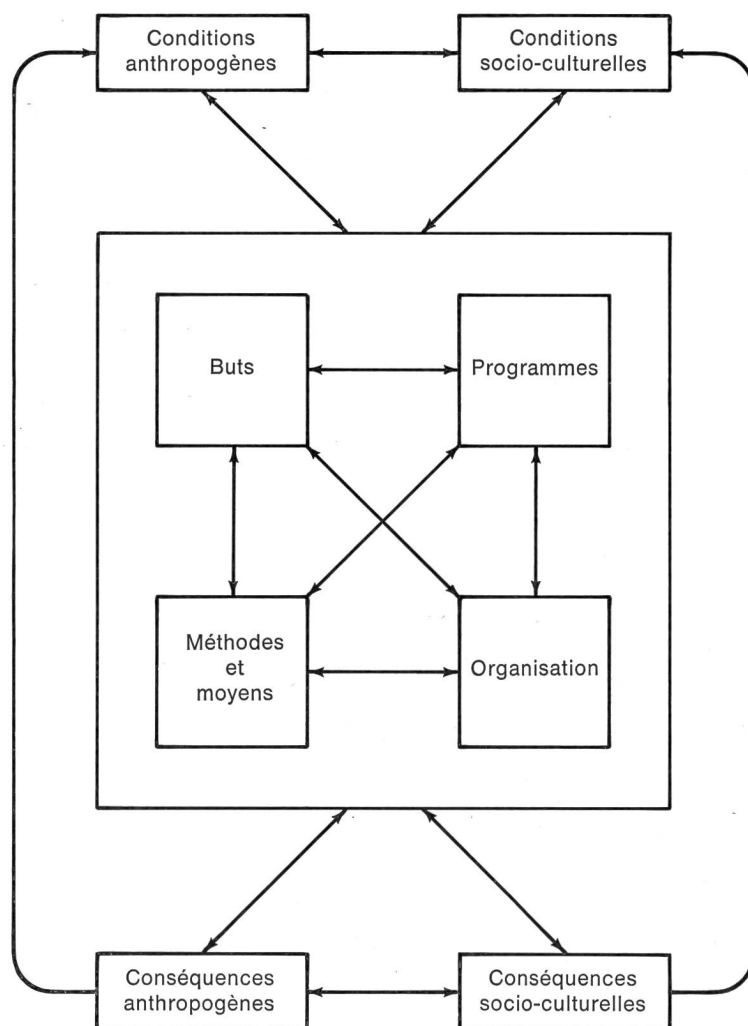 Conditions
anthropogènes
Conditions
socio-culturelles
Buts
Programmes
Méthodes
et
moyens
Organisation
Conséquences
anthropogènes
Conséquences
socio-culturelles